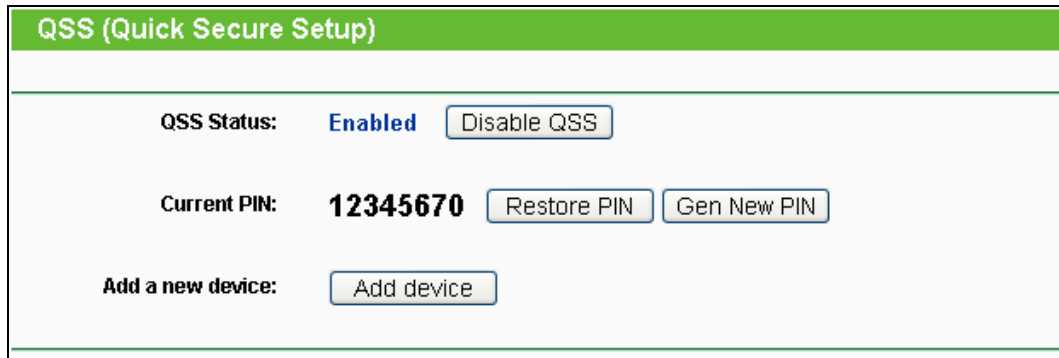 QSS (Quick Secure Setup)
QSS Status: Enabled Disable QSS
Current PIN: 12345670 Restore PIN Gen New PIN
Add a new device: Add device